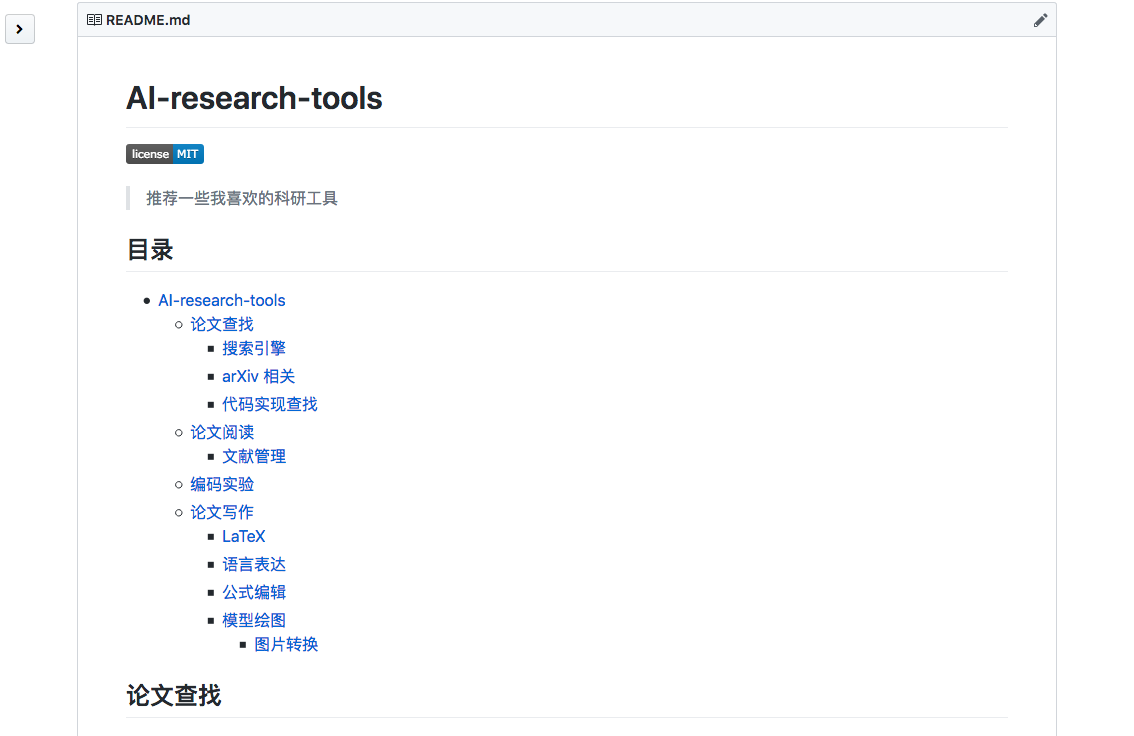 README.md
AI-research-tools
license MIT
推荐一些我喜欢的科研工具
目录
AI-research-tools
论文查找
搜索引擎
arXiv 相关
代码实现查找
论文阅读
文献管理
编码实验
论文写作
LaTeX
语言表达
公式编辑
模型绘图
图片转换
论文查找